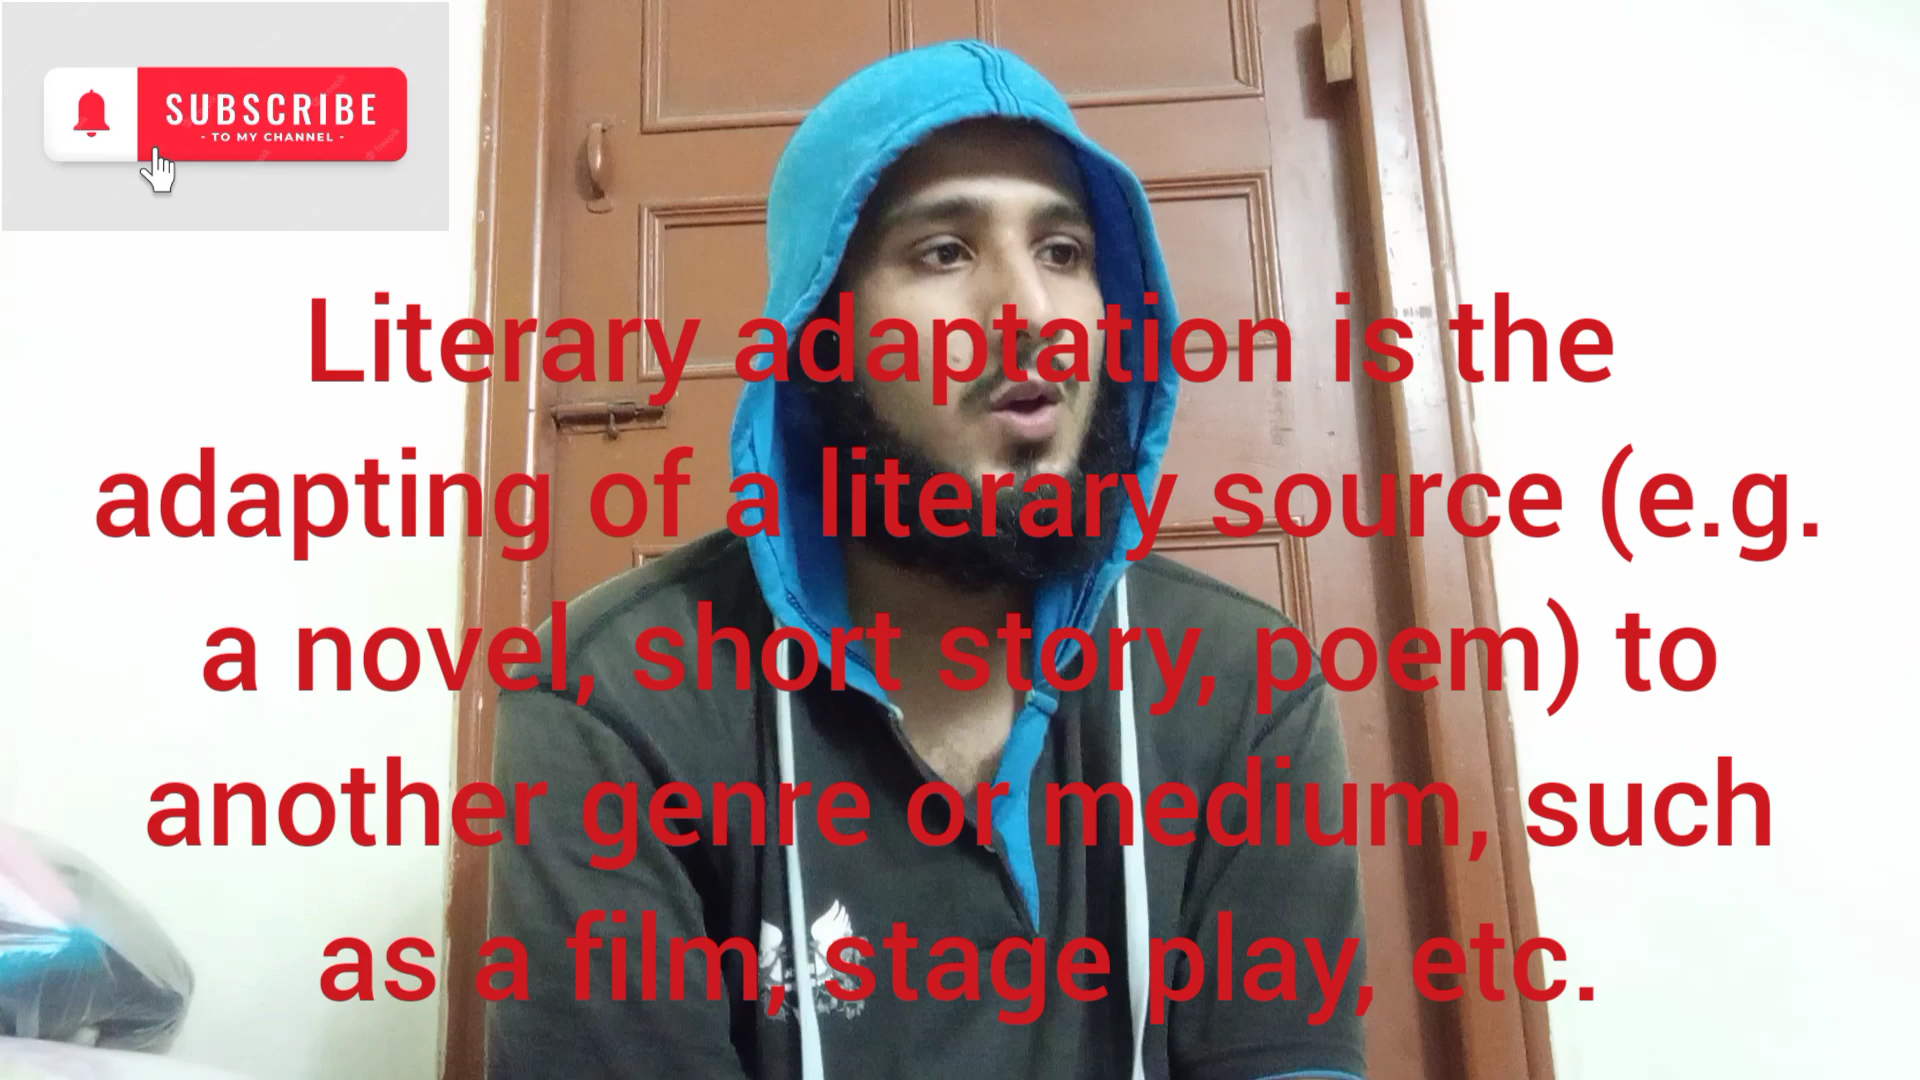 SUBSCRIBE
- TO MY CHANNEL -
Literary adaptation is the
adapting of a literary source (e.g.
a novel, short story, poem) to
another genre or medium, such
as a film, stage play, etc.